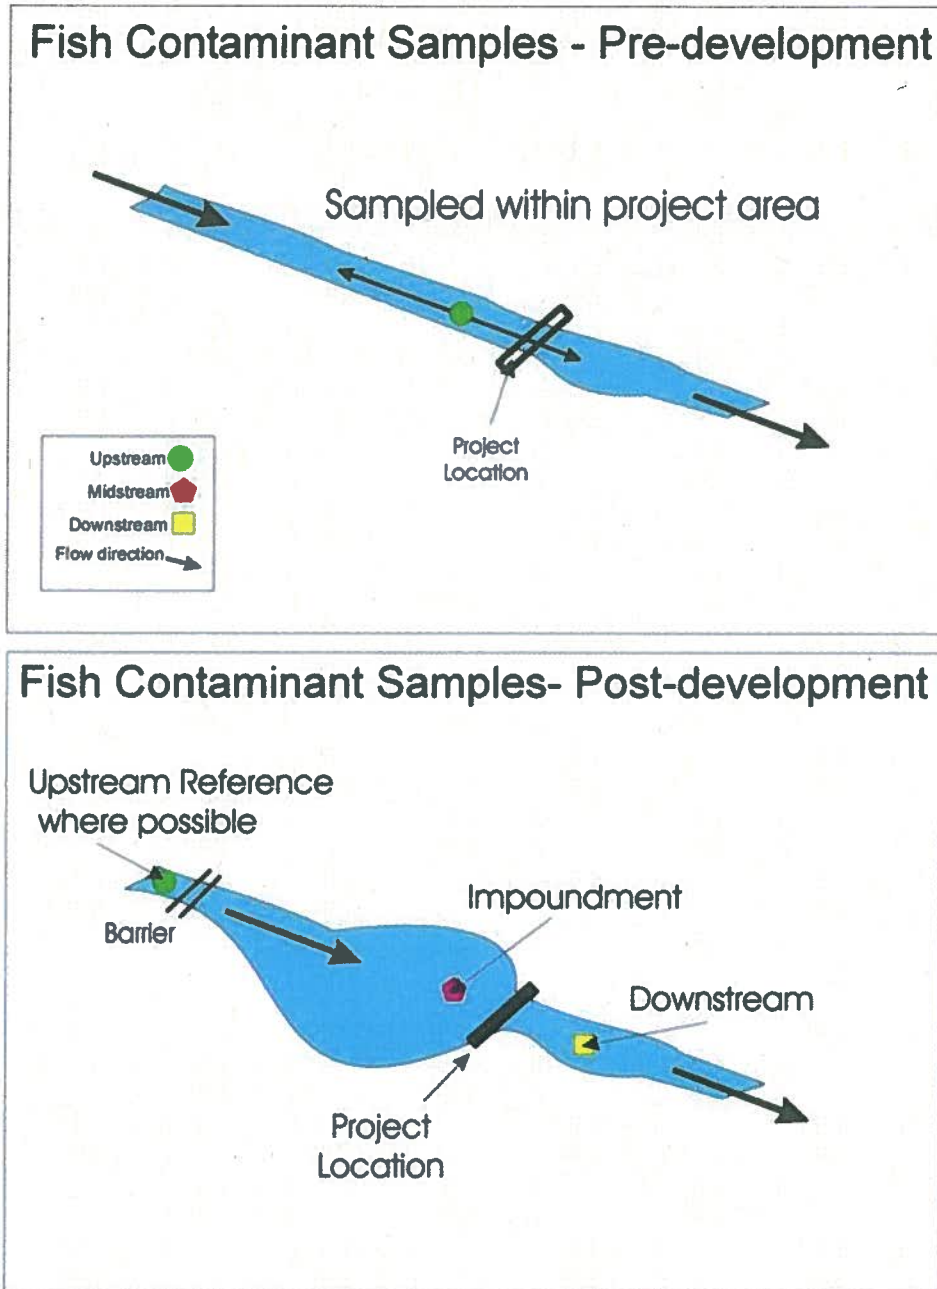 Fish Contaminant Samples - Pre-development
Sampled within project area
Project
Location
Upstream
Midstream
Downstream
Flow direction
Fish Contaminant Samples- Post-development
Upstream Reference
where possible
Barrier
Impoundment
Downstream
Project
Location